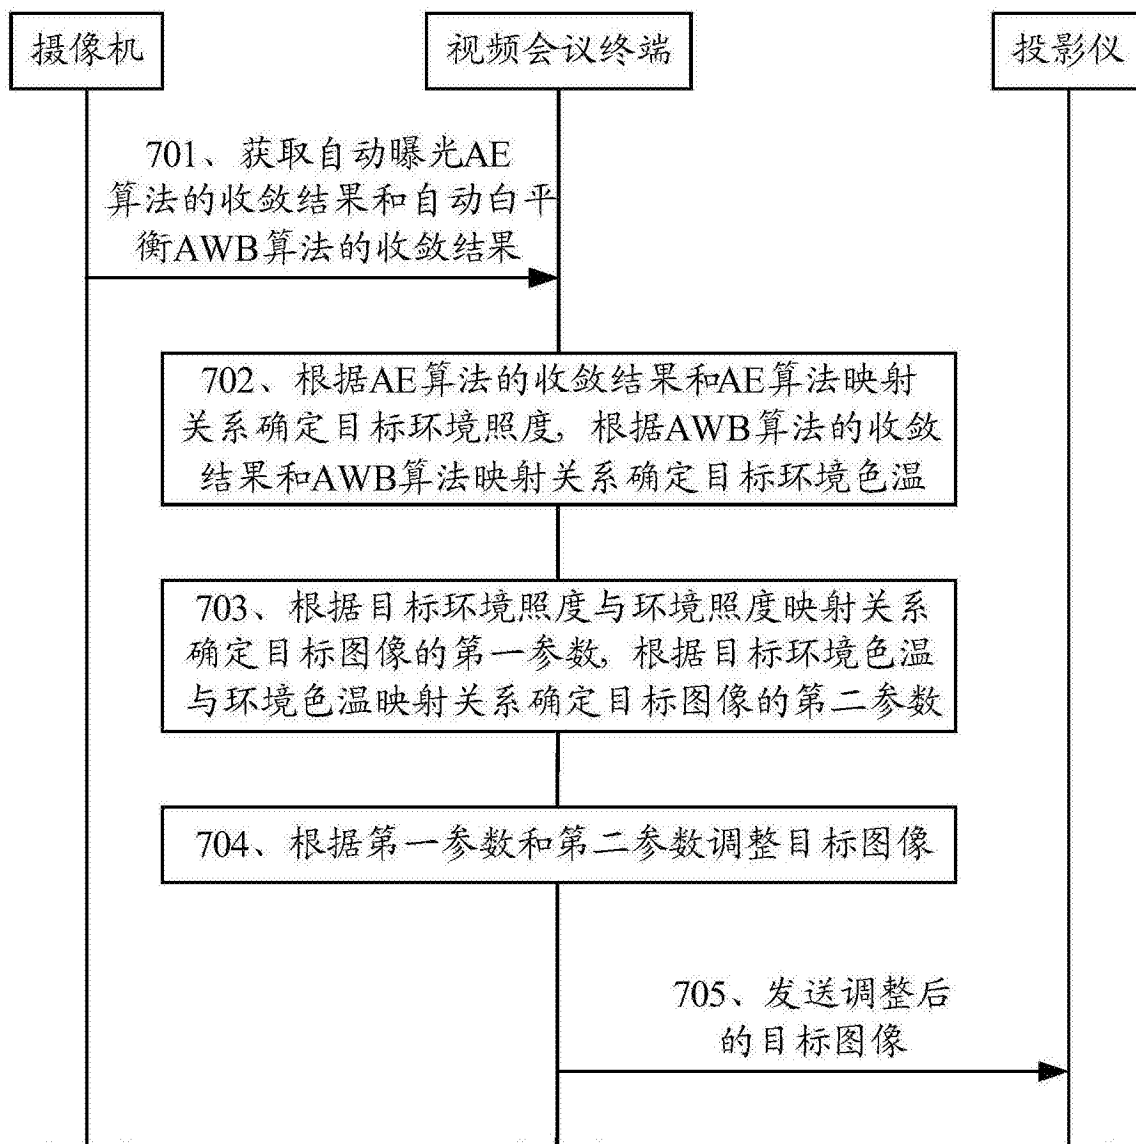 摄像机
视频会议终端
投影仪
701、获取自动曝光AE
算法的收敛结果和自动白平
衡AWB算法的收敛结果
702、根据AE算法的收敛结果和AE算法映射
关系确定目标环境照度, 根据AWB算法的收敛
结果和AWB算法映射关系确定目标环境色温
703、根据目标环境照度与环境照度映射关系
确定目标图像的第一参数, 根据目标环境色温
与环境色温映射关系确定目标图像的第二参数
704、根据第一参数和第二参数调整目标图像
705、发送调整后
的目标图像